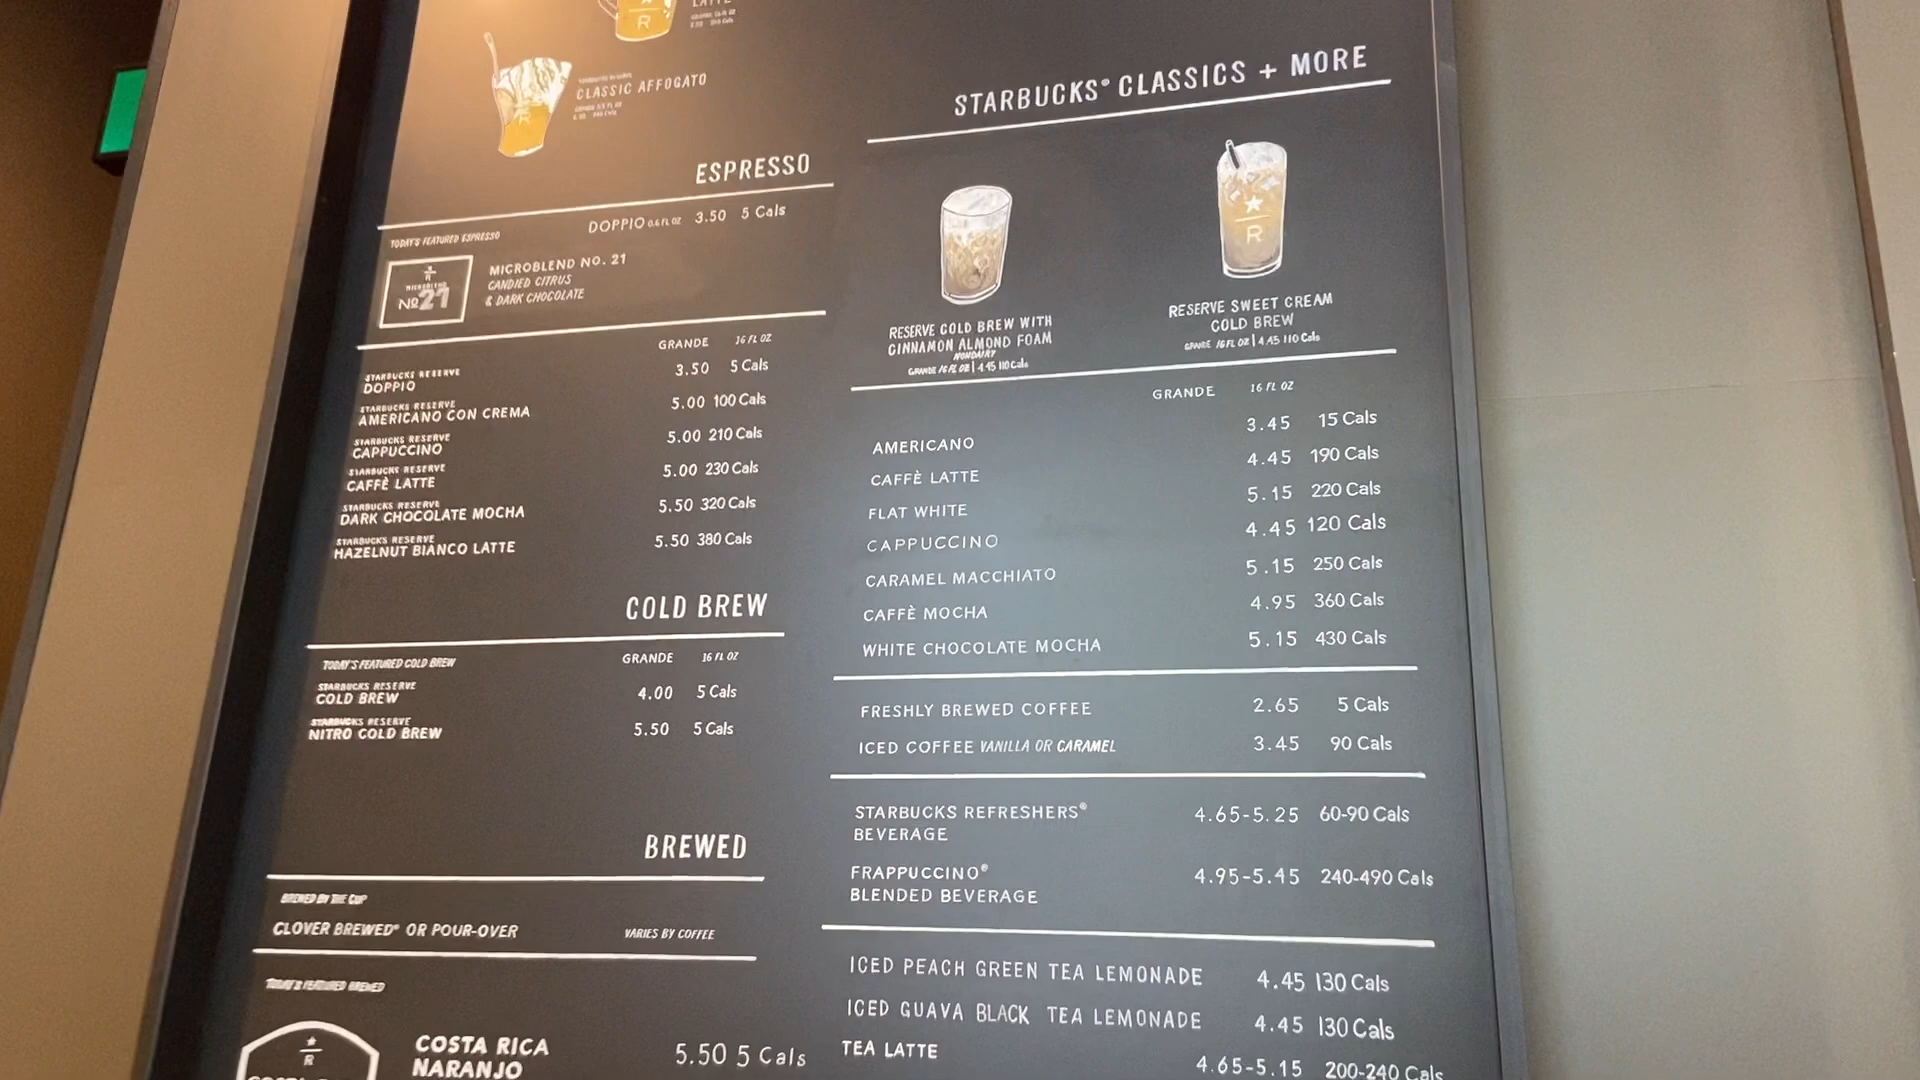 LATTE
CLASSIC AFFOGATO
ESPRESSO
DOPPIO 0.6 FL OZ 3.50 5 Cals
TODAY'S FEATURED ESPRESSO
R
MICROBLEND
No 21
MICROBLEND NO. 21
CANDIED CITRUS
& DARK CHOCOLATE
GRANDE 16 FL OZ
STARBUCKS RESERVE
DOPPIO 3.50 5 Cals
STARBUCKS RESERVE
AMERICANO CON CREMA 5.00 100 Cals
STARBUCKS RESERVE
CAPPUCCINO 5.00 210 Cals
STARBUCKS RESERVE
CAFFÈ LATTE 5.00 230 Cals
STARBUCKS RESERVE
DARK CHOCOLATE MOCHA 5.50 320 Cals
STARBUCKS RESERVE
HAZELNUT BIANCO LATTE 5.50 380 Cals
COLD BREW
TODAY'S FEATURED COLD BREW GRANDE 16 FL OZ
STARBUCKS RESERVE
COLD BREW 4.00 5 Cals
STARBUCKS RESERVE
NITRO COLD BREW 5.50 5 Cals
BREWED
BREWED BY THE CUP
CLOVER BREWED® OR POUR-OVER VARIES BY COFFEE
TODAY'S FEATURED BREWED
R
COSTA RICA
NARANJO 5.50 5 Cals
STARBUCKS® CLASSICS + MORE
R
RESERVE COLD BREW WITH
CINNAMON ALMOND FOAM
NONDAIRY
GRANDE 16 FL OZ | 4.45 110 Cals
RESERVE SWEET CREAM
COLD BREW
GRANDE 16 FL OZ | 4.45 110 Cals
GRANDE 16 FL OZ
AMERICANO 3.45 15 Cals
CAFFÈ LATTE 4.45 190 Cals
FLAT WHITE 5.15 220 Cals
CAPPUCCINO 4.45 120 Cals
CARAMEL MACCHIATO 5.15 250 Cals
CAFFÈ MOCHA 4.95 360 Cals
WHITE CHOCOLATE MOCHA 5.15 430 Cals
FRESHLY BREWED COFFEE 2.65 5 Cals
ICED COFFEE VANILLA OR CARAMEL 3.45 90 Cals
STARBUCKS REFRESHERS® 4.65-5.25 60-90 Cals
BEVERAGE
FRAPPUCCINO® 4.95-5.45 240-490 Cals
BLENDED BEVERAGE
ICED PEACH GREEN TEA LEMONADE 4.45 130 Cals
ICED GUAVA BLACK TEA LEMONADE 4.45 130 Cals
TEA LATTE 4.65-5.15 200-240 Cals